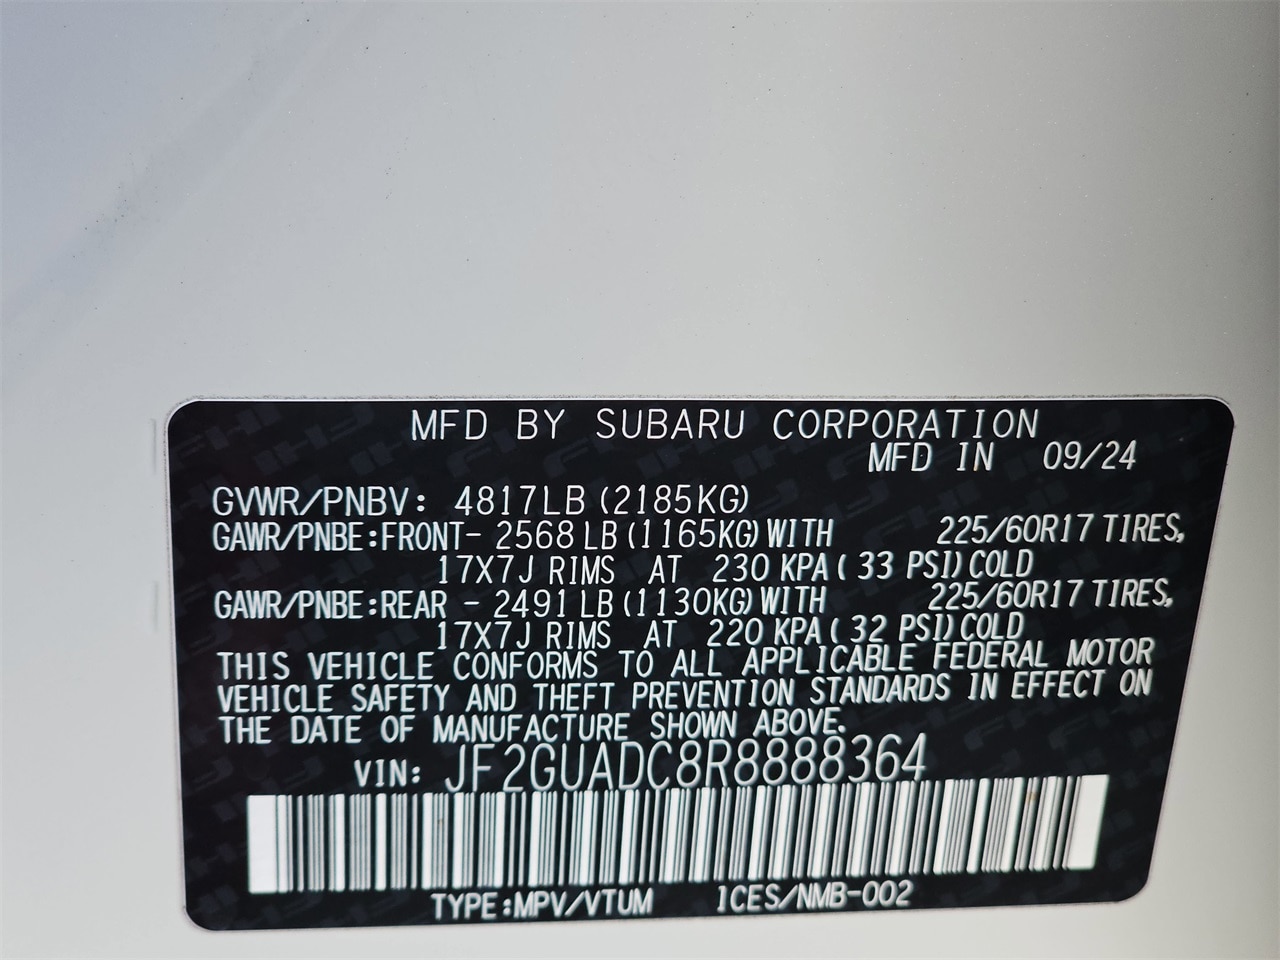 MFD BY SUBARU CORPORATION
MFD IN 09/24
GVWR/PNBV: 4817LB (2185KG)
GAWR/PNBE:FRONT- 2568 LB (1165KG) WITH 225/60R17 TIRES,
17X7J RIMS AT 230 KPA ( 33 PSI) COLD
GAWR/PNBE:REAR - 2491 LB (1130KG) WITH 225/60R17 TIRES,
17X7J RIMS AT 220 KPA ( 32 PSI) COLD
THIS VEHICLE CONFORMS TO ALL APPLICABLE FEDERAL MOTOR
VEHICLE SAFETY AND THEFT PREVENTION STANDARDS IN EFFECT ON
THE DATE OF MANUFACTURE SHOWN ABOVE.
VIN: JF2GUADC8R8888364
TYPE:MPV/VTUM ICES/NMB-002